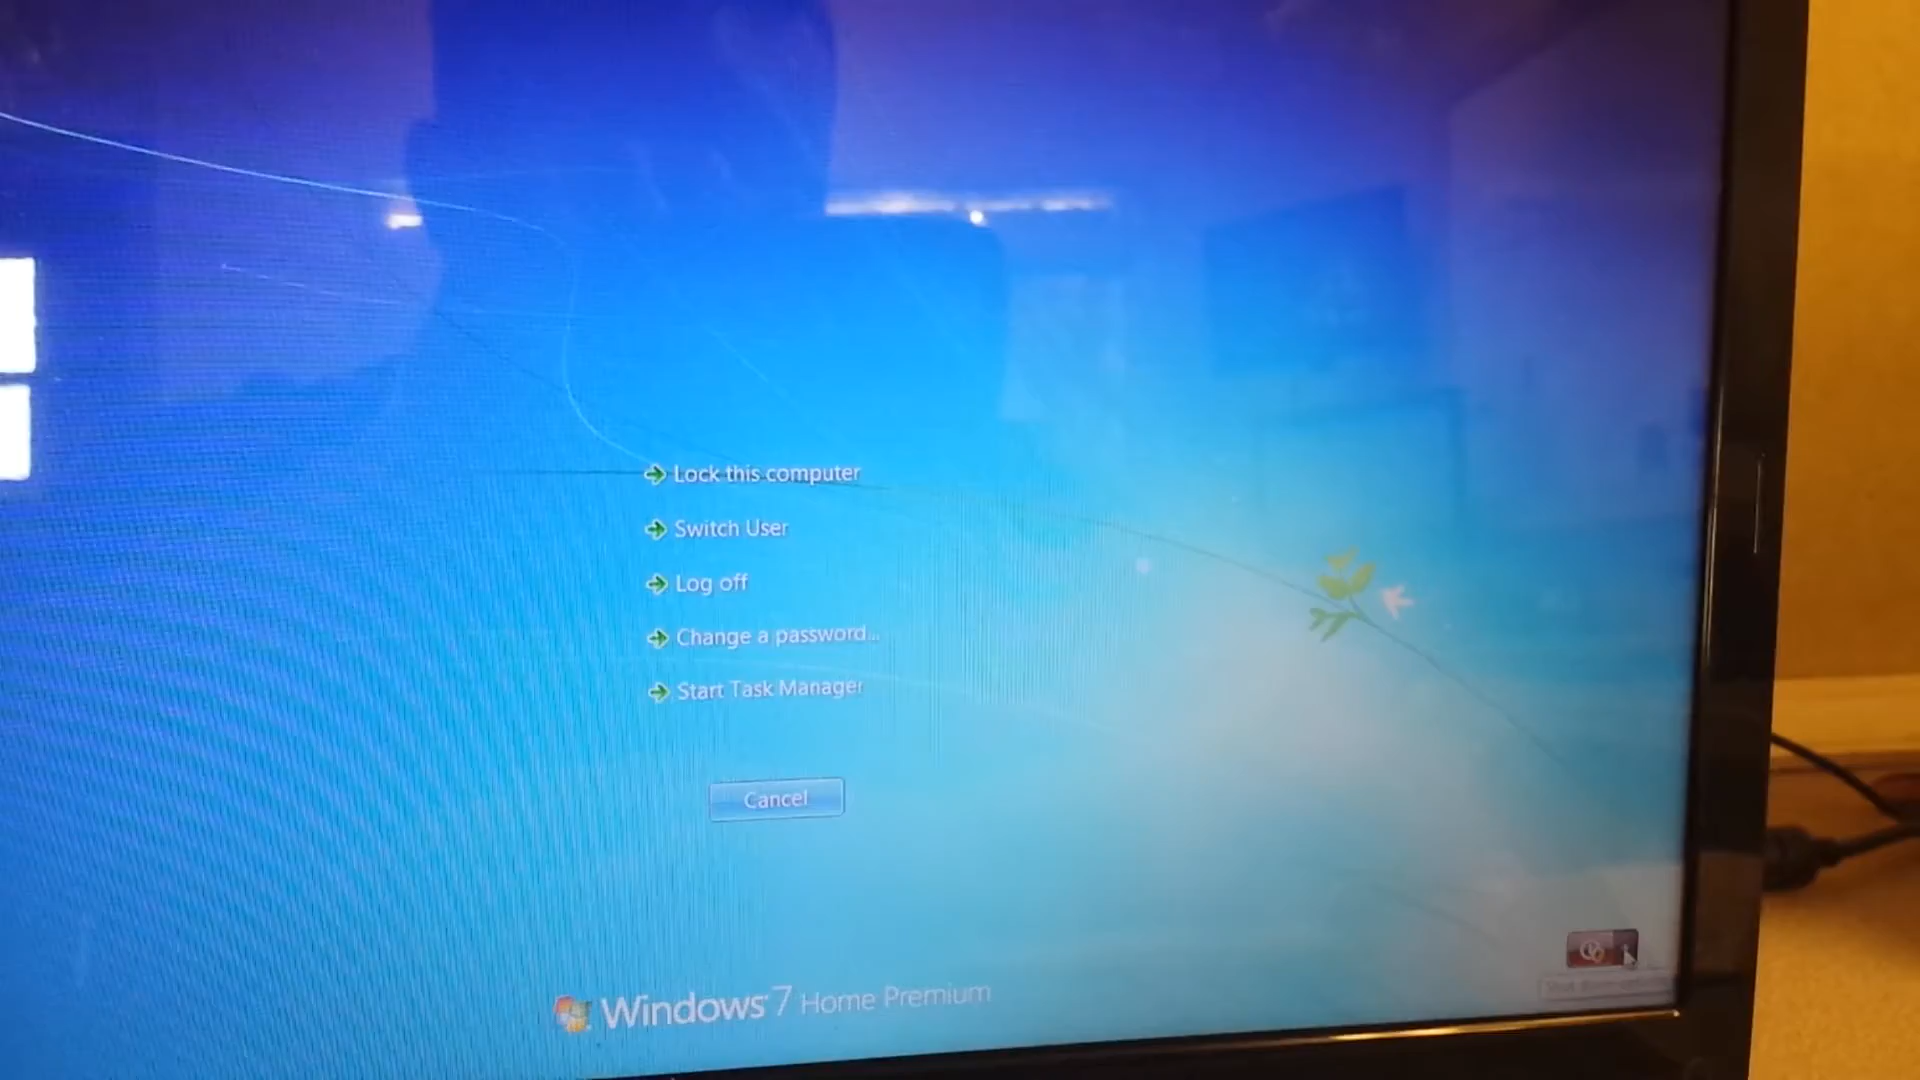 Lock this computer
Switch User
Log off
Change a password...
Start Task Manager
Cancel
Windows 7 Home Premium